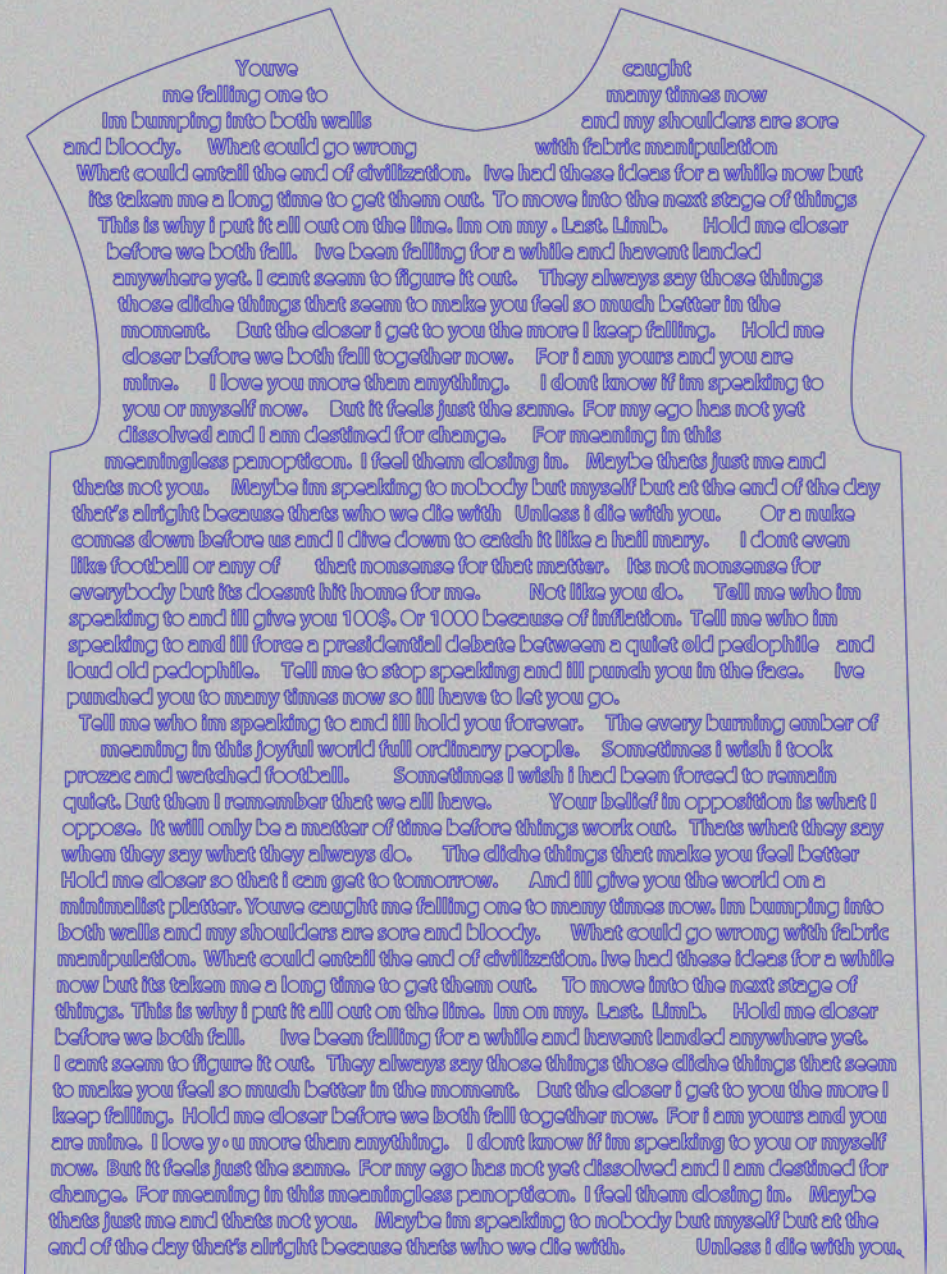 Youve caught
me falling one to many times now
Im bumping into both walls and my shoulders are sore
and bloody. What could go wrong with fabric manipulation
What could entail the end of civilization. Ive had these ideas for a while now but
its taken me a long time to get them out. To move into the next stage of things
This is why i put it all out on the line. Im on my . Last. Limb. Hold me closer
before we both fall. Ive been falling for a while and havent landed
anywhere yet. I cant seem to figure it out. They always say those things
those cliche things that seem to make you feel so much better in the
moment. But the closer i get to you the more I keep falling. Hold me
closer before we both fall together now. For i am yours and you are
mine. I love you more than anything. I dont know if im speaking to
you or myself now. But it feels just the same. For my ego has not yet
dissolved and I am destined for change. For meaning in this
meaningless panopticon. I feel them closing in. Maybe thats just me and
thats not you. Maybe im speaking to nobody but myself but at the end of the day
that's alright because thats who we die with Unless i die with you. Or a nuke
comes down before us and I dive down to catch it like a hail mary. I dont even
like football or any of that nonsense for that matter. Its not nonsense for
everybody but its doesnt hit home for me. Not like you do. Tell me who im
speaking to and ill give you 100$. Or 1000 because of inflation. Tell me who im
speaking to and ill force a presidential debate between a quiet old pedophile and
loud old pedophile. Tell me to stop speaking and ill punch you in the face. Ive
punched you to many times now so ill have to let you go.
Tell me who im speaking to and ill hold you forever. The every burning ember of
meaning in this joyful world full ordinary people. Sometimes i wish i took
prozac and watched football. Sometimes I wish i had been forced to remain
quiet. But then I remember that we all have. Your belief in opposition is what I
oppose. It will only be a matter of time before things work out. Thats what they say
when they say what they always do. The cliche things that make you feel better
Hold me closer so that i can get to tomorrow. And ill give you the world on a
minimalist platter. Youve caught me falling one to many times now. Im bumping into
both walls and my shoulders are sore and bloody. What could go wrong with fabric
manipulation. What could entail the end of civilization. Ive had these ideas for a while
now but its taken me a long time to get them out. To move into the next stage of
things. This is why i put it all out on the line. Im on my. Last. Limb. Hold me closer
before we both fall. Ive been falling for a while and havent landed anywhere yet.
I cant seem to figure it out. They always say those things those cliche things that seem
to make you feel so much better in the moment. But the closer i get to you the more I
keep falling. Hold me closer before we both fall together now. For i am yours and you
are mine. I love y•u more than anything. I dont know if im speaking to you or myself
now. But it feels just the same. For my ego has not yet dissolved and I am destined for
change. For meaning in this meaningless panopticon. I feel them closing in. Maybe
thats just me and thats not you. Maybe im speaking to nobody but myself but at the
end of the day that's alright because thats who we die with. Unless i die with you.